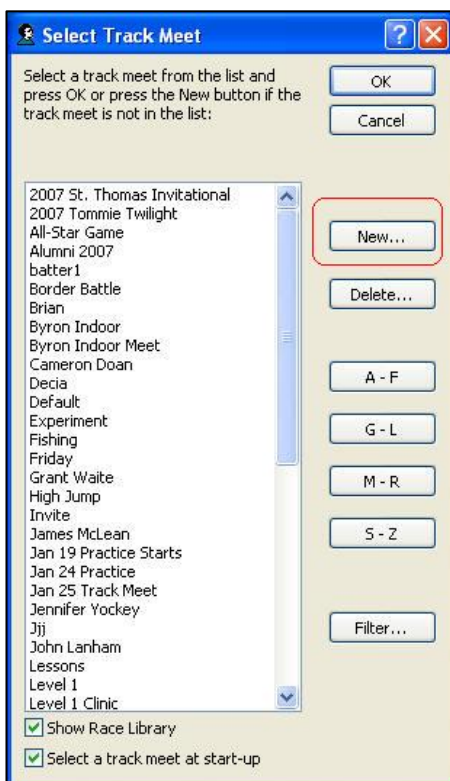 Select Track Meet
Select a track meet from the list and
press OK or press the New button if the
track meet is not in the list:
OK
Cancel
2007 St. Thomas Invitational
2007 Tommie Twilight
All-Star Game
Alumni 2007
batter1
Border Battle
Brian
Byron Indoor
Byron Indoor Meet
Cameron Doan
Decia
Default
Experiment
Fishing
Friday
Grant Waite
High Jump
Invite
James McLean
Jan 19 Practice Starts
Jan 24 Practice
Jan 25 Track Meet
Jennifer Yockey
Jjj
John Lanham
Lessons
Level 1
Level 1 Clinic
New...
Delete...
A - F
G - L
M - R
S - Z
Filter...
Show Race Library
Select a track meet at start-up